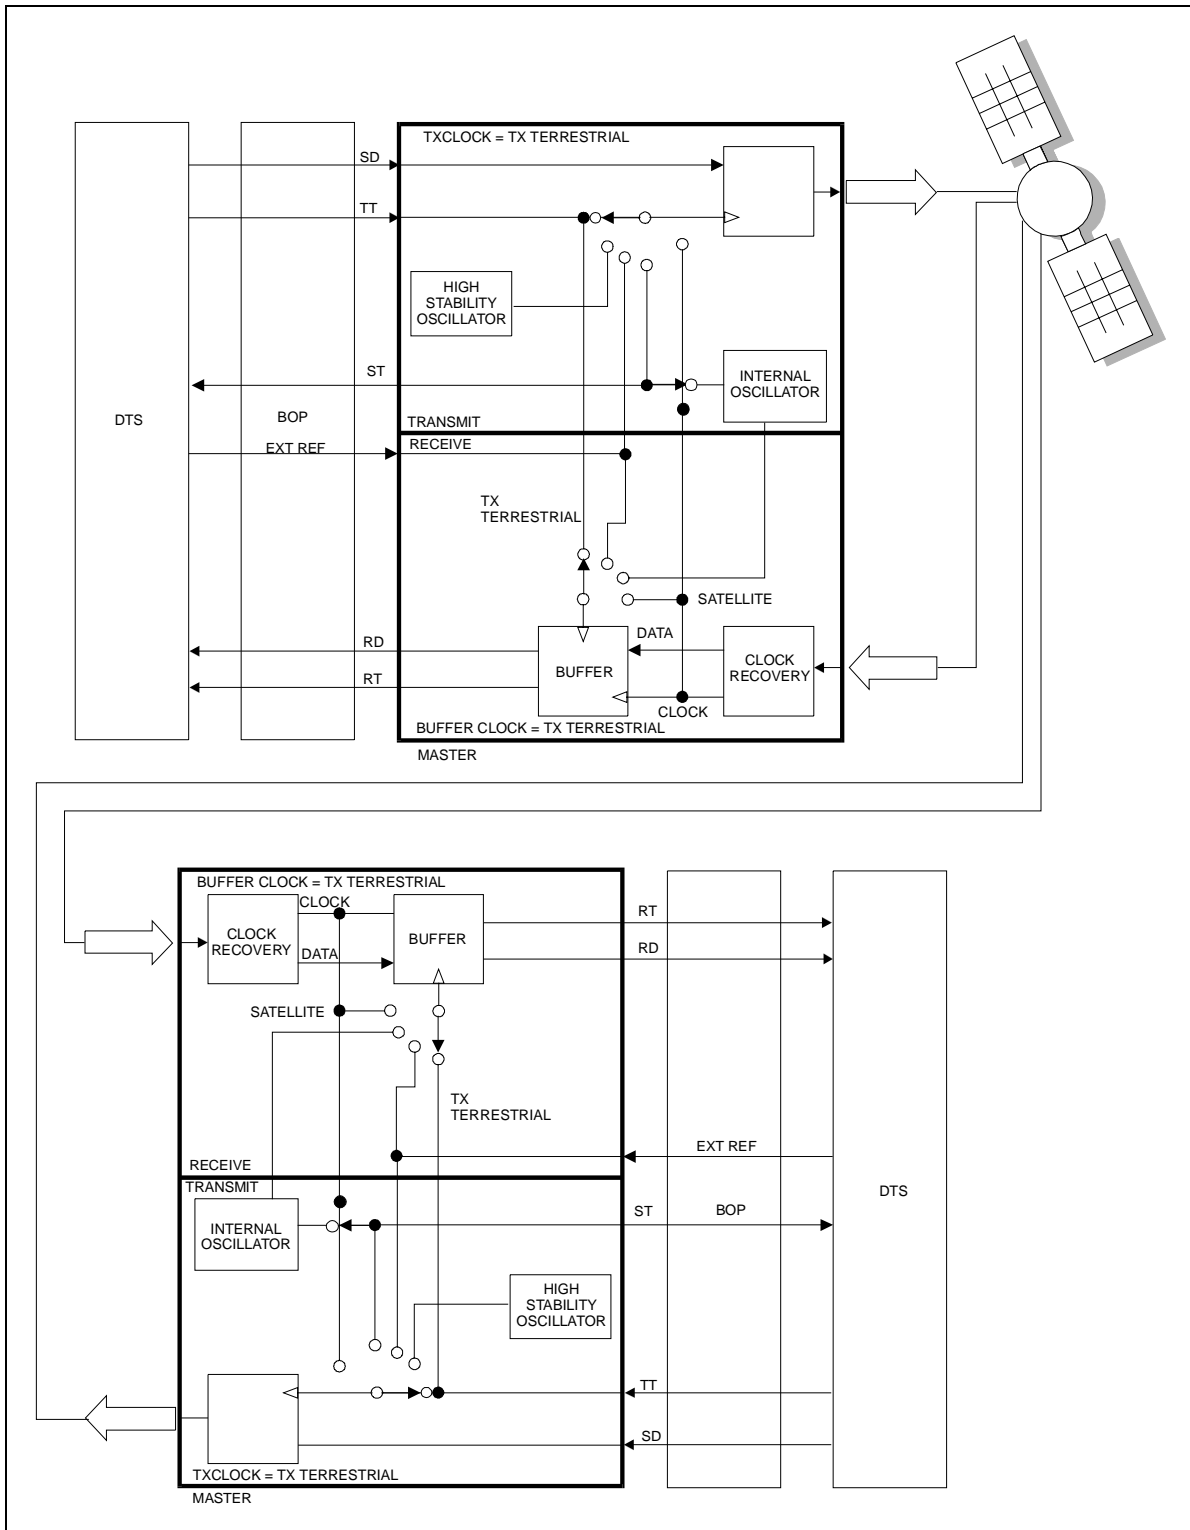 TXCLOCK = TX TERRESTRIAL
SD
TT
HIGH
STABILITY
OSCILLATOR
ST
INTERNAL
OSCILLATOR
DTS
BOP
TRANSMIT
RECEIVE
EXT REF
TX
TERRESTRIAL
SATELLITE
RD
DATA
BUFFER
CLOCK
RECOVERY
RT
CLOCK
BUFFER CLOCK = TX TERRESTRIAL
MASTER
BUFFER CLOCK = TX TERRESTRIAL
CLOCK
RT
CLOCK
RECOVERY
BUFFER
DATA
RD
SATELLITE
TX
TERRESTRIAL
EXT REF
RECEIVE
TRANSMIT
DTS
ST
BOP
INTERNAL
OSCILLATOR
HIGH
STABILITY
OSCILLATOR
TT
SD
TXCLOCK = TX TERRESTRIAL
MASTER